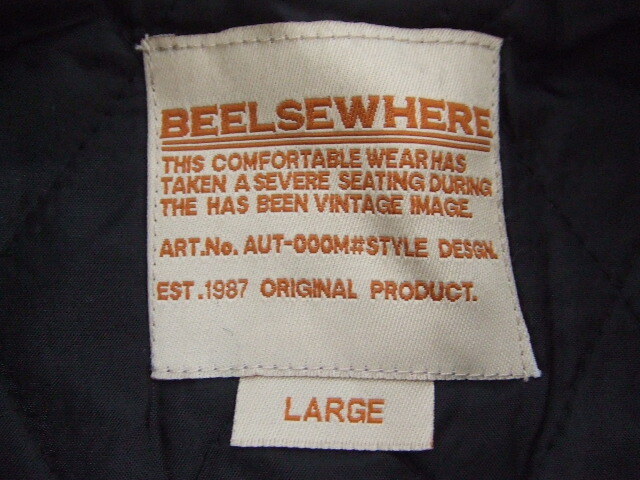 BEELSEWHERE
THIS COMFORTABLE WEAR HAS
TAKEN A SEVERE SEATING DURING
THE HAS BEEN VINTAGE IMAGE.
ART.No. AUT-000M#STYLE DESGN.
EST.1987 ORIGINAL PRODUCT.
LARGE